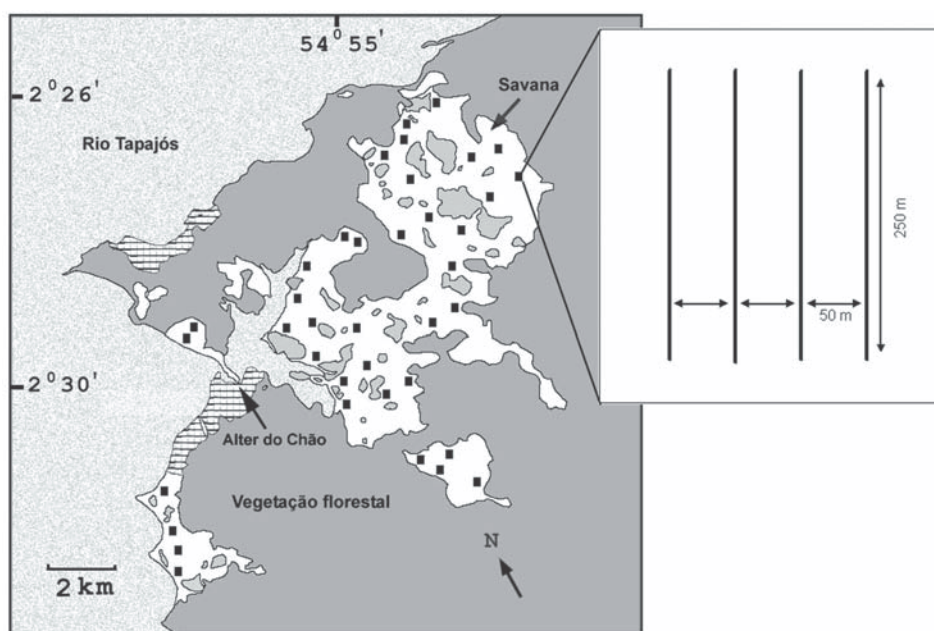 54°55'
2°26'
Savana
Rio Tapajós
250 m
50 m
2°30'
Alter do Chão
Vegetação florestal
N
2 km